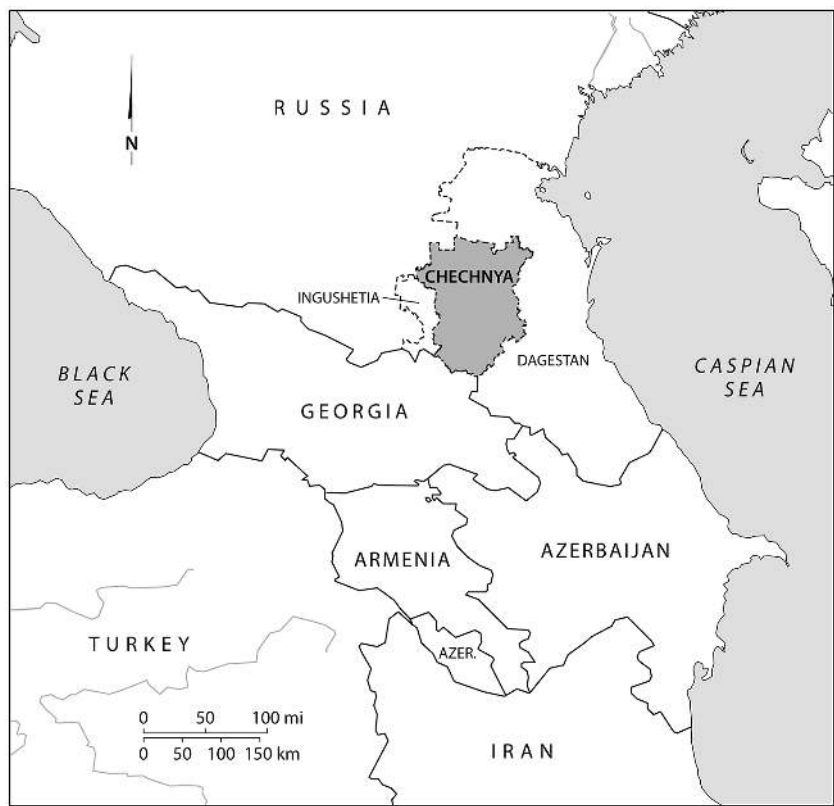 RUSSIA
N
CHECHNYA
INGUSHETIA
DAGESTAN
BLACK
SEA
CASPIAN
SEA
GEORGIA
ARMENIA
AZERBAIJAN
TURKEY
AZER.
0 50 100 mi
0 50 100 150 km
IRAN